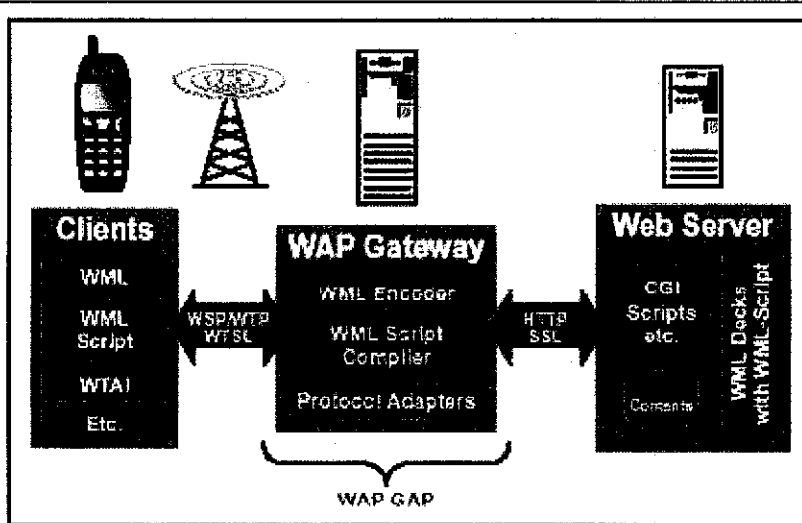 Clients
WML
WML
Script
WTAI
Etc.
WSP/WTP
WTSL
WAP Gateway
WML Encoder
WML Script
Compiler
Protocol Adapters
HTTP
SSL
Web Server
CGI
Scripts
etc.
Contents
WML Decks
with WML-Script
WAP GAP